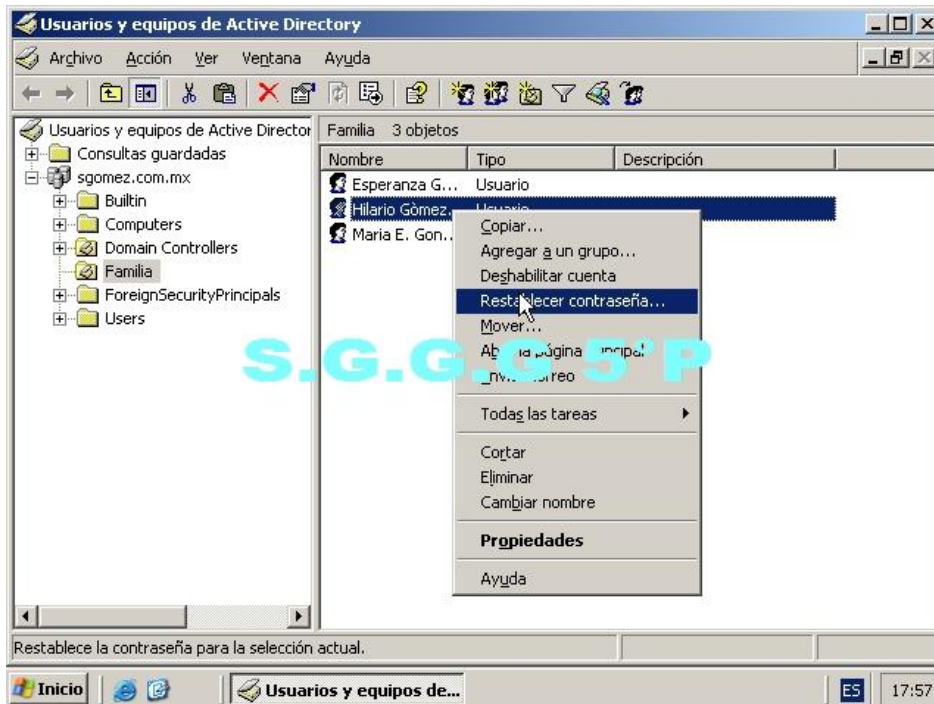 Usuarios y equipos de Active Directory
Archivo Acción Ver Ventana Ayuda
Usuarios y equipos de Active Director
Consultas guardadas
sgomez.com.mx
Builtin
Computers
Domain Controllers
Familia
ForeignSecurityPrincipals
Users
Familia 3 objetos
Nombre Tipo Descripción
Esperanza G... Usuario
Hilario Gòmez...
Maria E. Gon... 
Copiar...
Agregar a un grupo...
Deshabilitar cuenta
Restablecer contraseña...
Mover...
S.G.G.G 5°P
Todas las tareas
Cortar
Eliminar
Cambiar nombre
Propiedades
Ayuda
Restablece la contraseña para la selección actual.
Inicio Usuarios y equipos de... ES 17:57